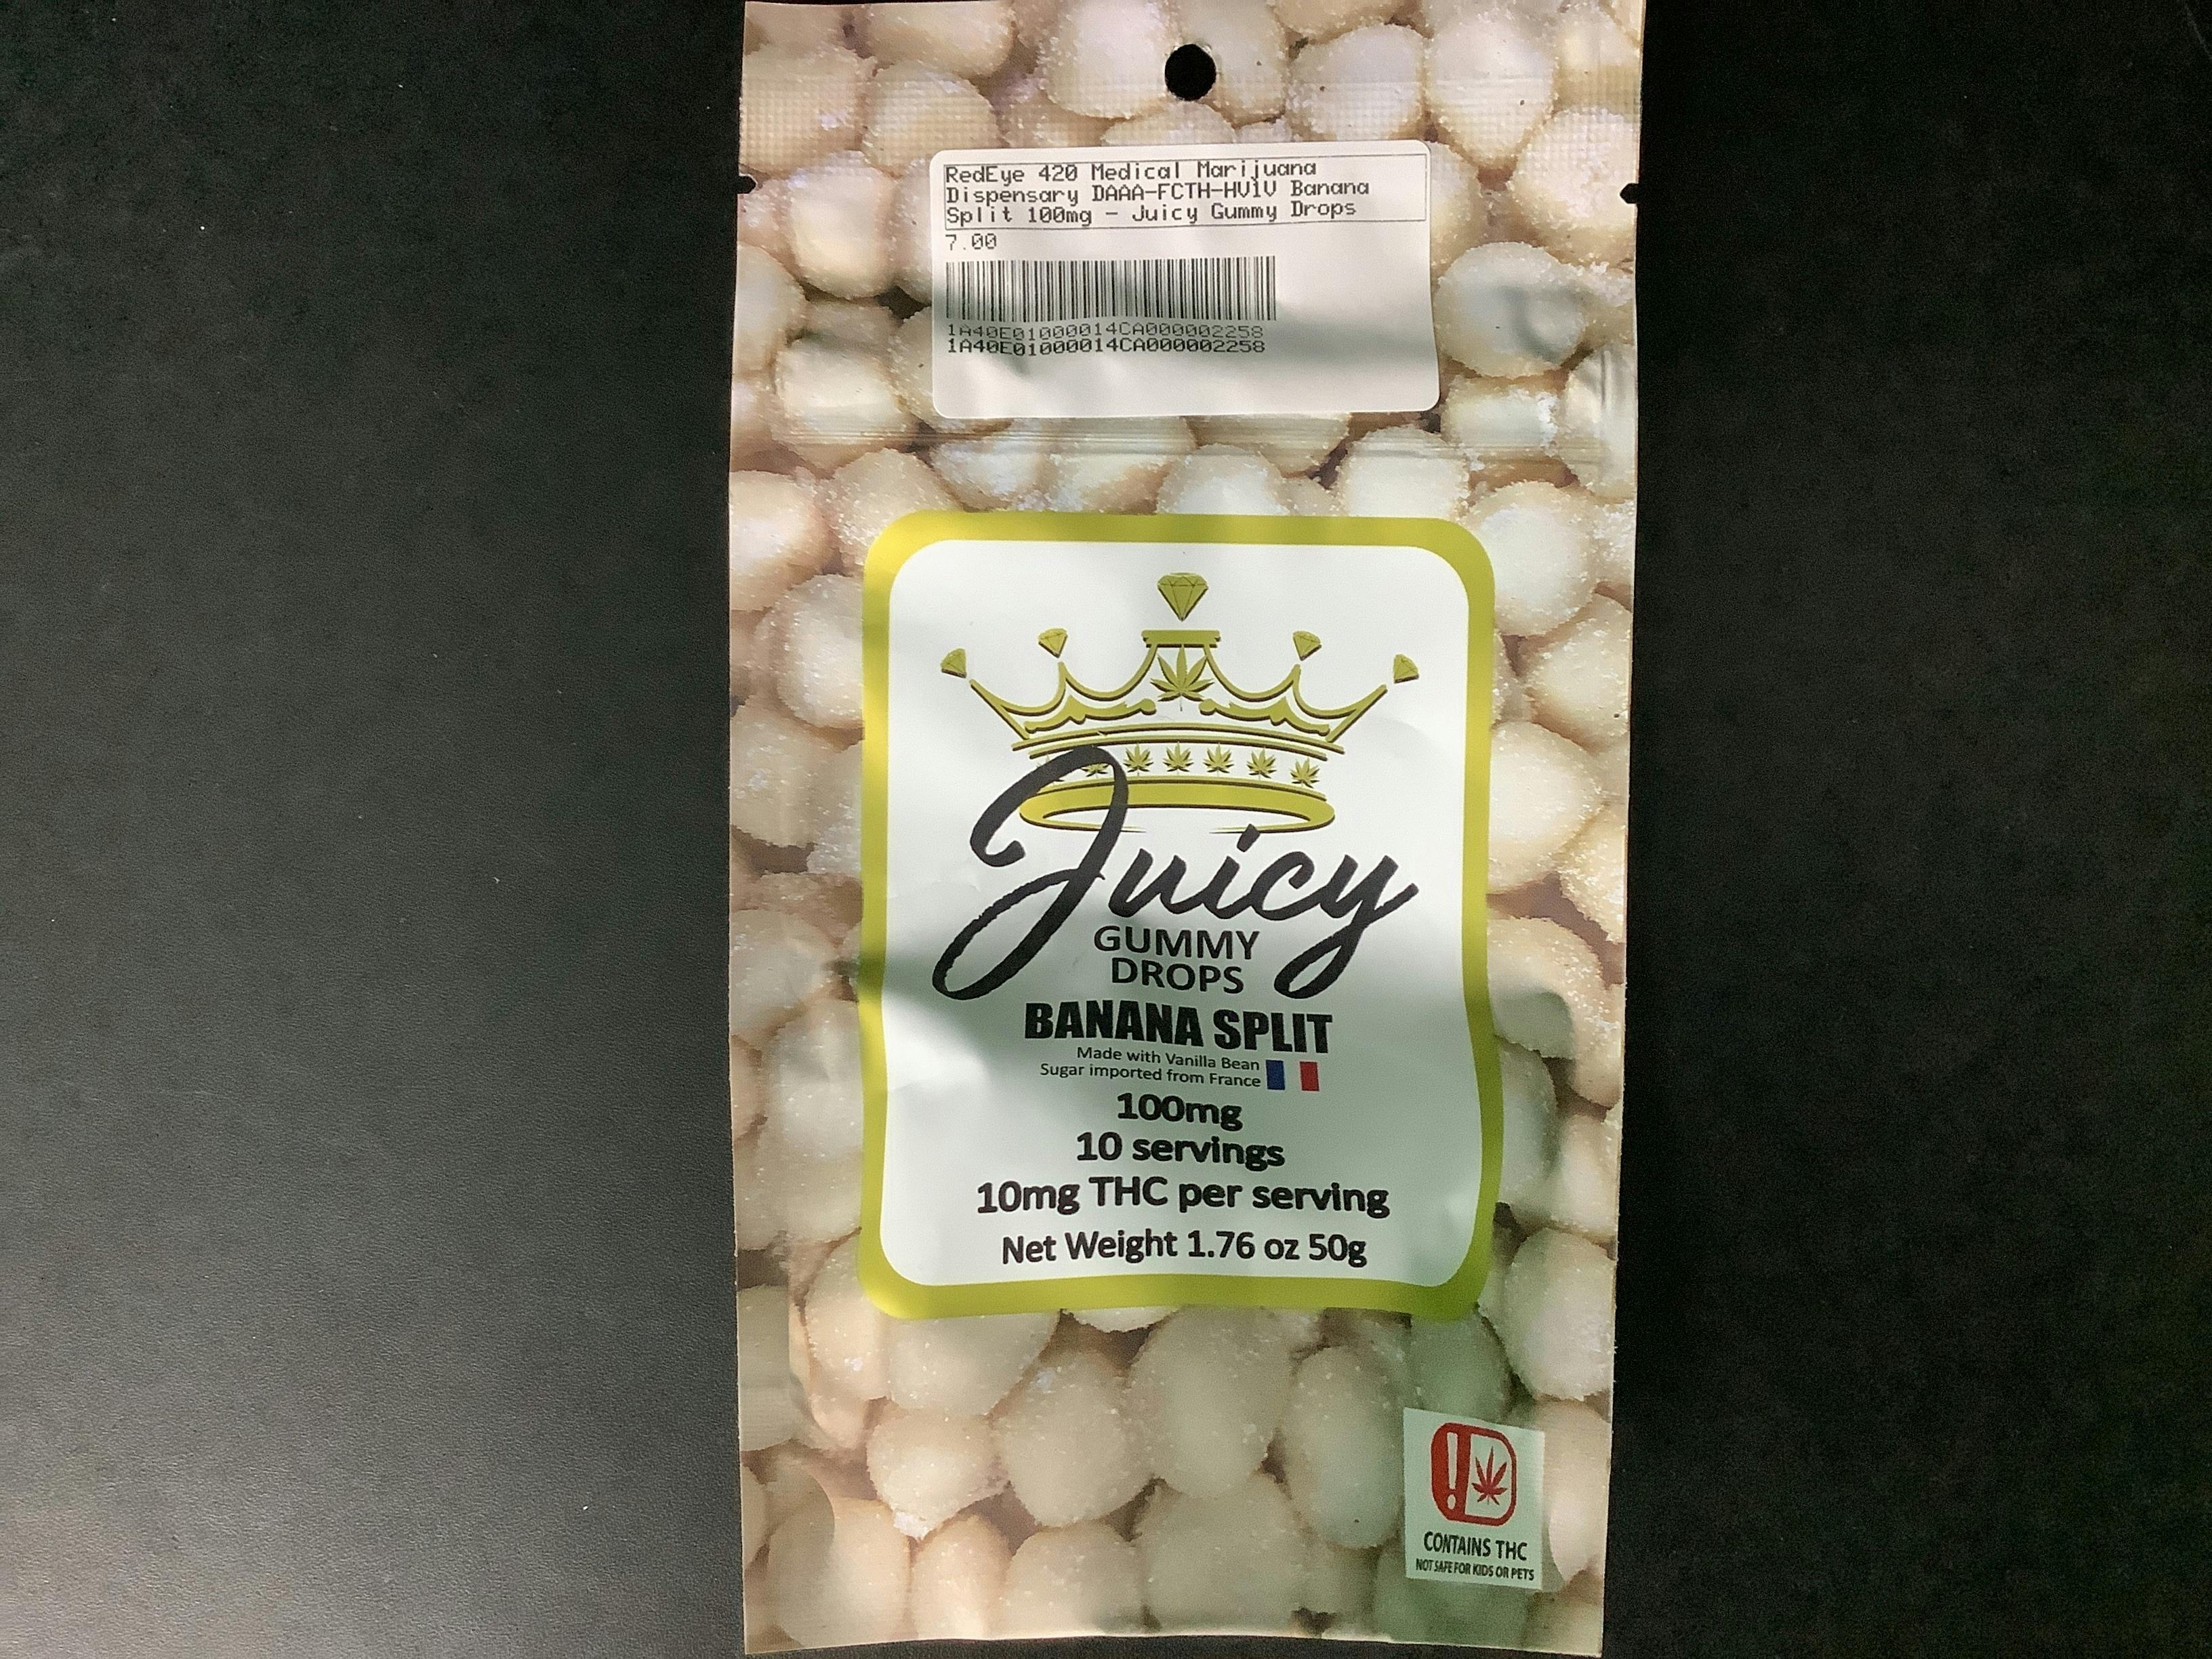 RedEye 420 Medical Marijuana
Dispensary DAAA-FCTH-HV1V Banana
Split 100mg - Juicy Gummy Drops
7.00
1A40E01000014CA000002258
1A40E01000014CA000002258
Juicy
GUMMY
DROPS
BANANA SPLIT
Made with Vanilla Bean
Sugar imported from France
100mg
10 servings
10mg THC per serving
Net Weight 1.76 oz 50g
!
CONTAINS THC
NOT SAFE FOR KIDS OR PETS